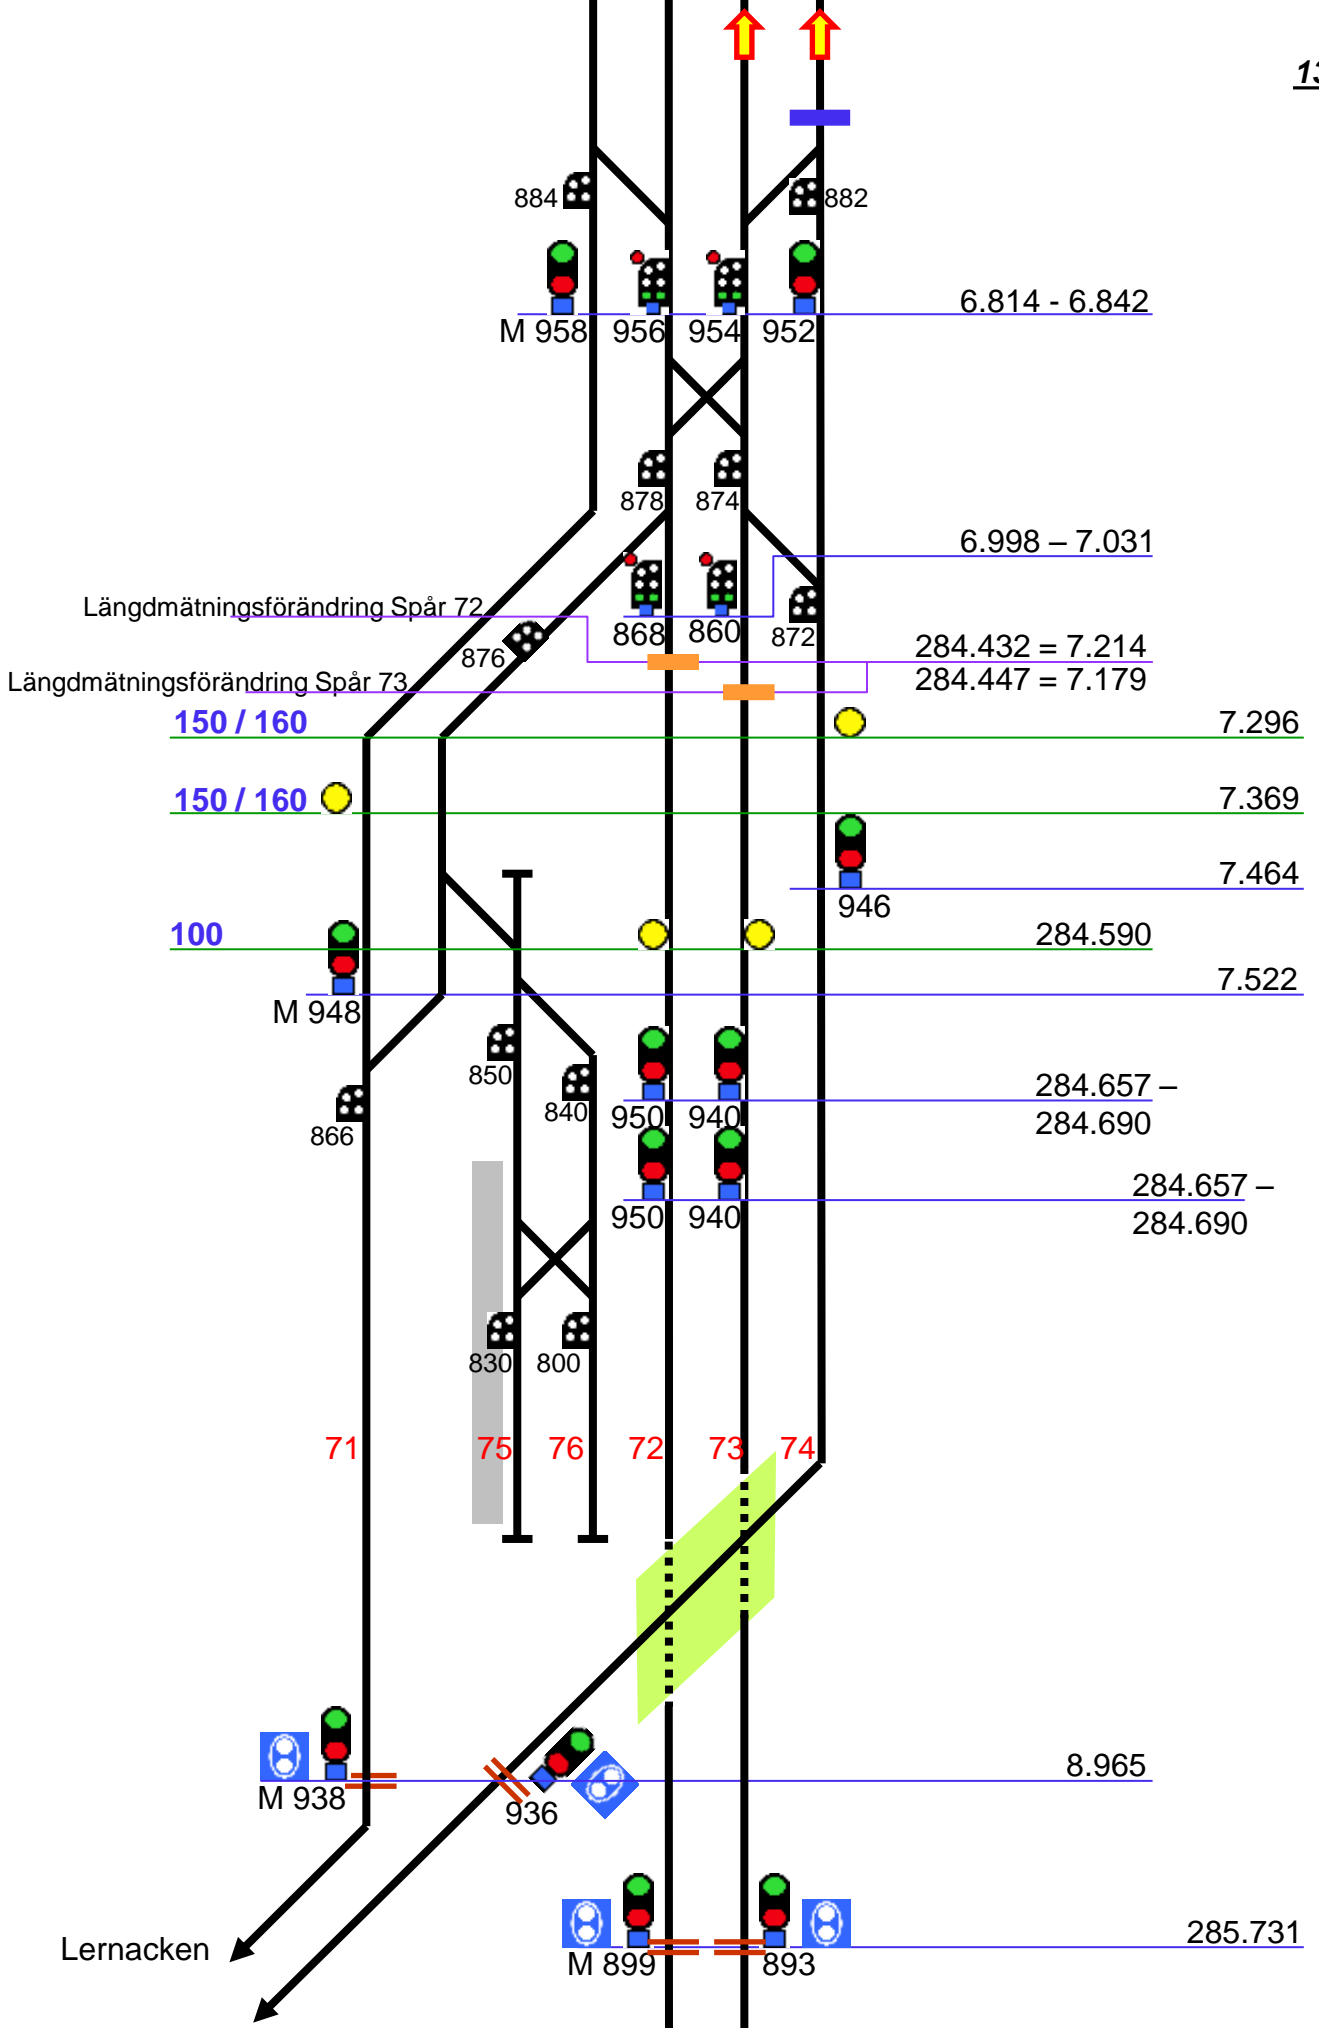 13
884
882
6.814 - 6.842
M 958 956 954 952
878 874
6.998 – 7.031
Längdmätningsförändring Spår 72
868 860 872
876
284.432 = 7.214
Längdmätningsförändring Spår 73
284.447 = 7.179
150 / 160 7.296
150 / 160 7.369
7.464
946
100 284.590
7.522
M 948
850
840
284.657 –
950 940
284.690
866
284.657 –
950 940
284.690
830 800
71 75 76 72 73 74
8.965
M 938
936
285.731
Lernacken
M 899 893